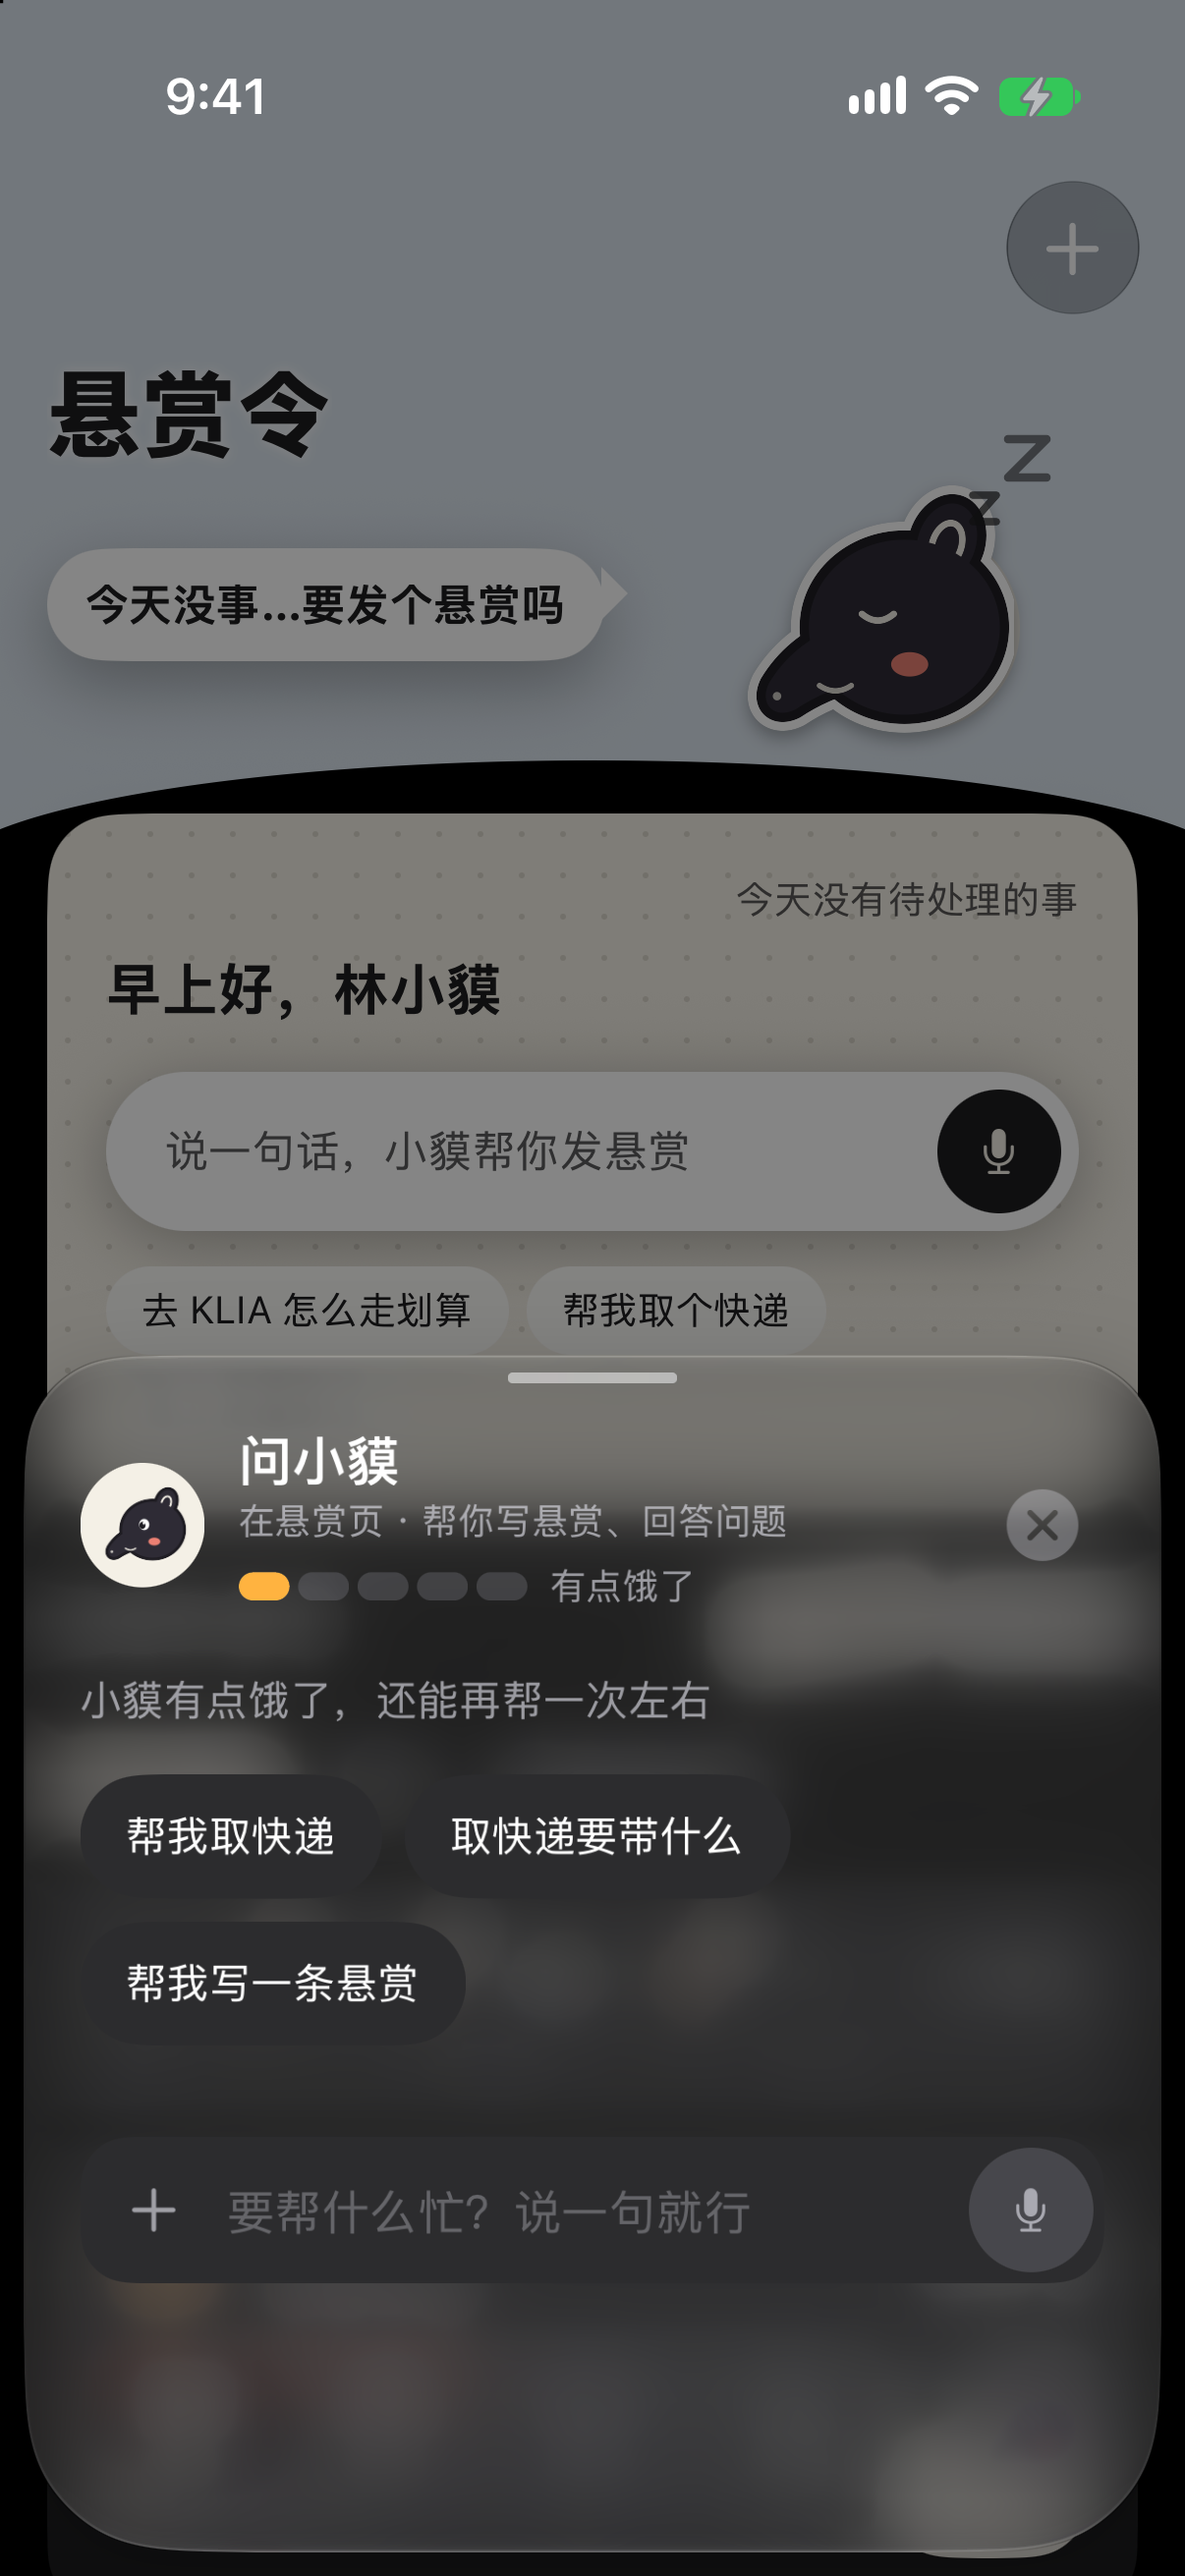 9:41
悬赏令
z
z
今天没事...要发个悬赏吗
今天没有待处理的事
早上好，林小貘
说一句话，小貘帮你发悬赏
去 KLIA 怎么走划算
帮我取个快递
问小貘
在悬赏页 · 帮你写悬赏、回答问题
有点饿了
小貘有点饿了，还能再帮一次左右
帮我取快递
取快递要带什么
帮我写一条悬赏
要帮什么忙？说一句就行